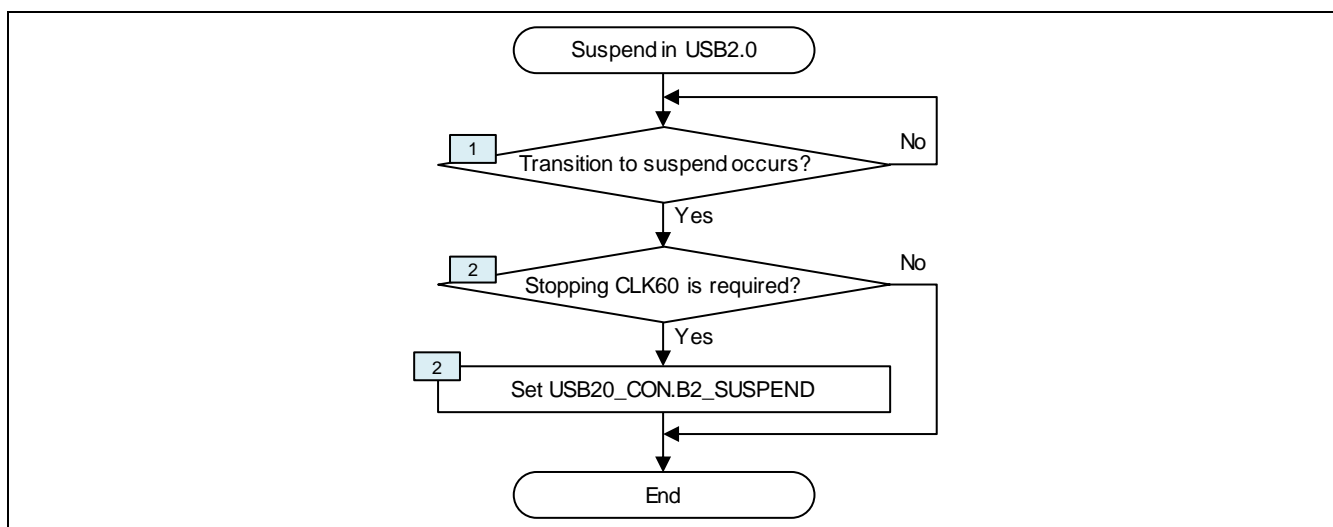 Suspend in USB2.0
1
Transition to suspend occurs?
No
Yes
2
Stopping CLK60 is required?
No
Yes
2
Set USB20_CON.B2_SUSPEND
End